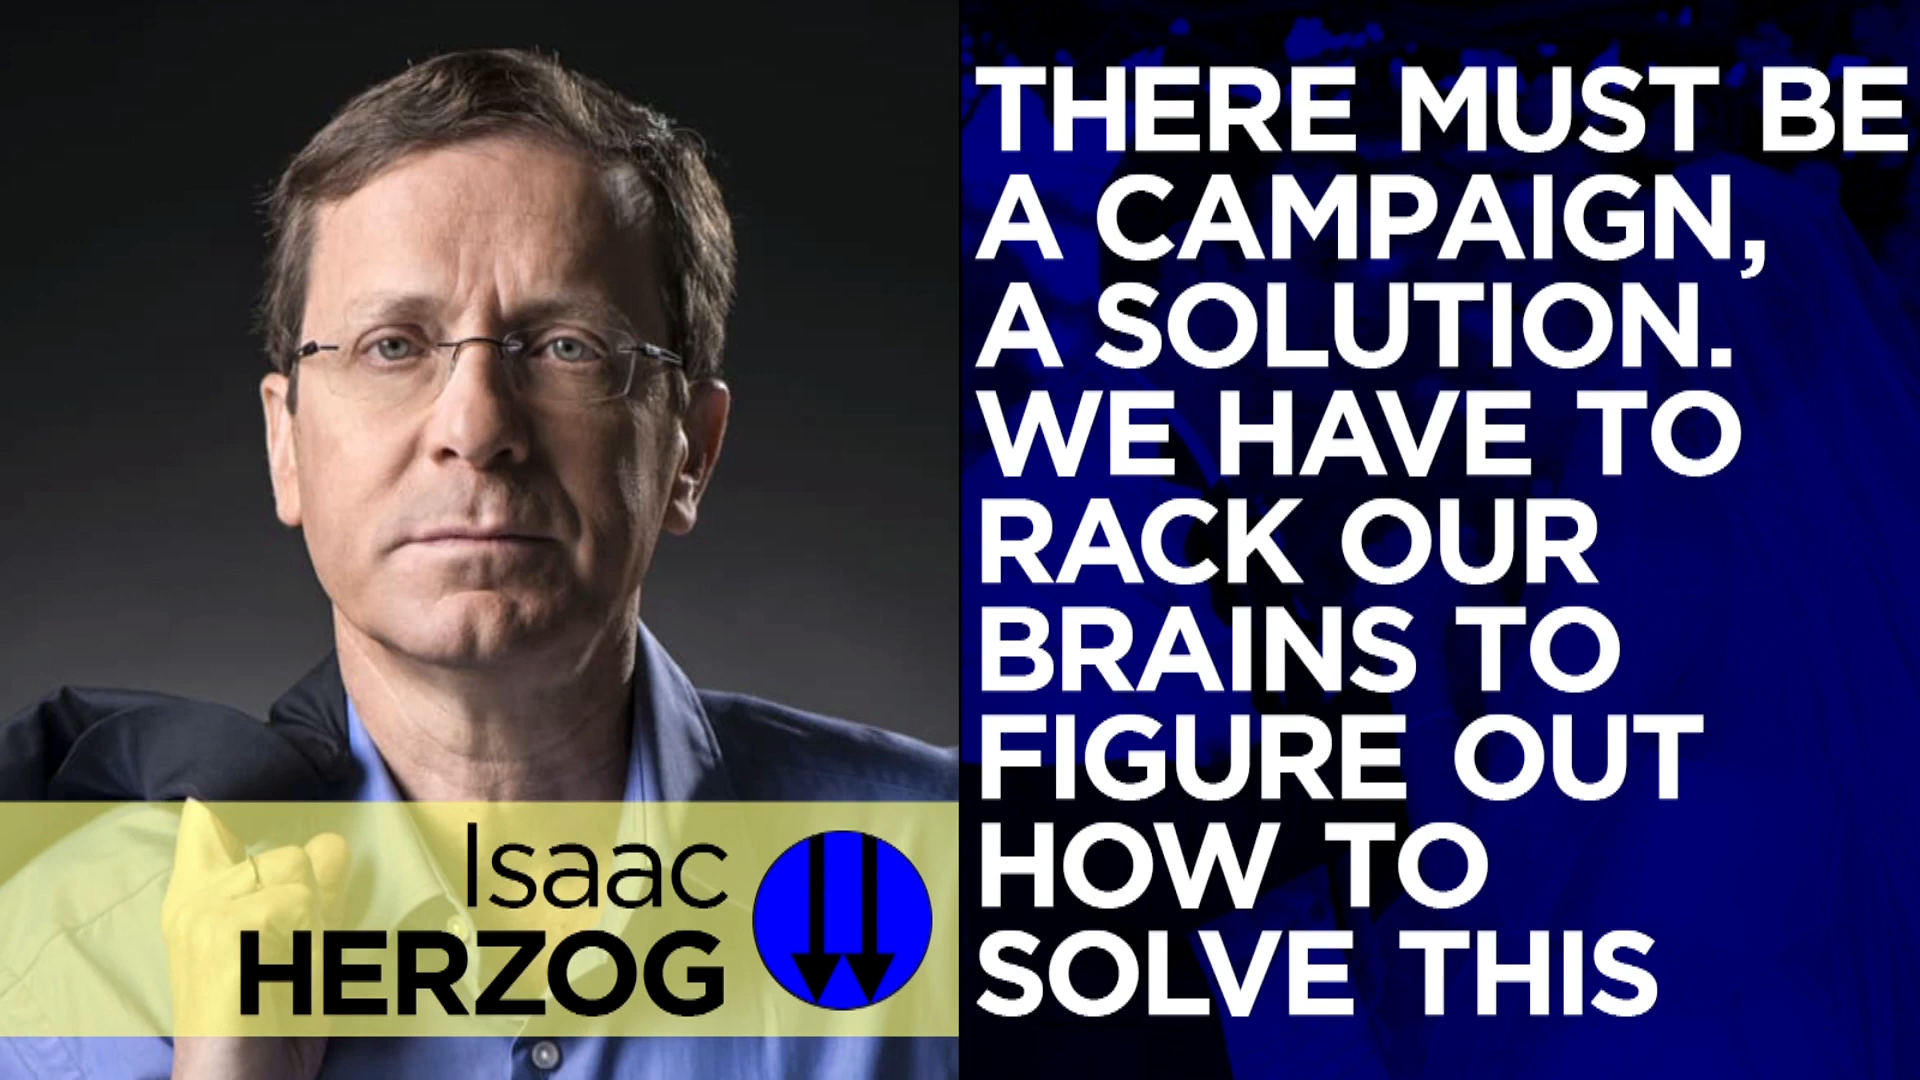 THERE MUST BE
A CAMPAIGN,
A SOLUTION.
WE HAVE TO
RACK OUR
BRAINS TO
FIGURE OUT
HOW TO
SOLVE THIS
Isaac
HERZOG